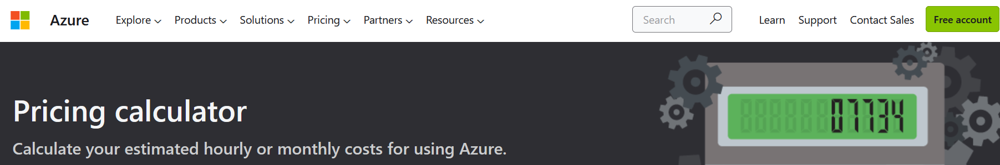 Azure Explore Products Solutions Pricing Partners Resources Search Learn Support Contact Sales Free account
07734
Pricing calculator
Calculate your estimated hourly or monthly costs for using Azure.